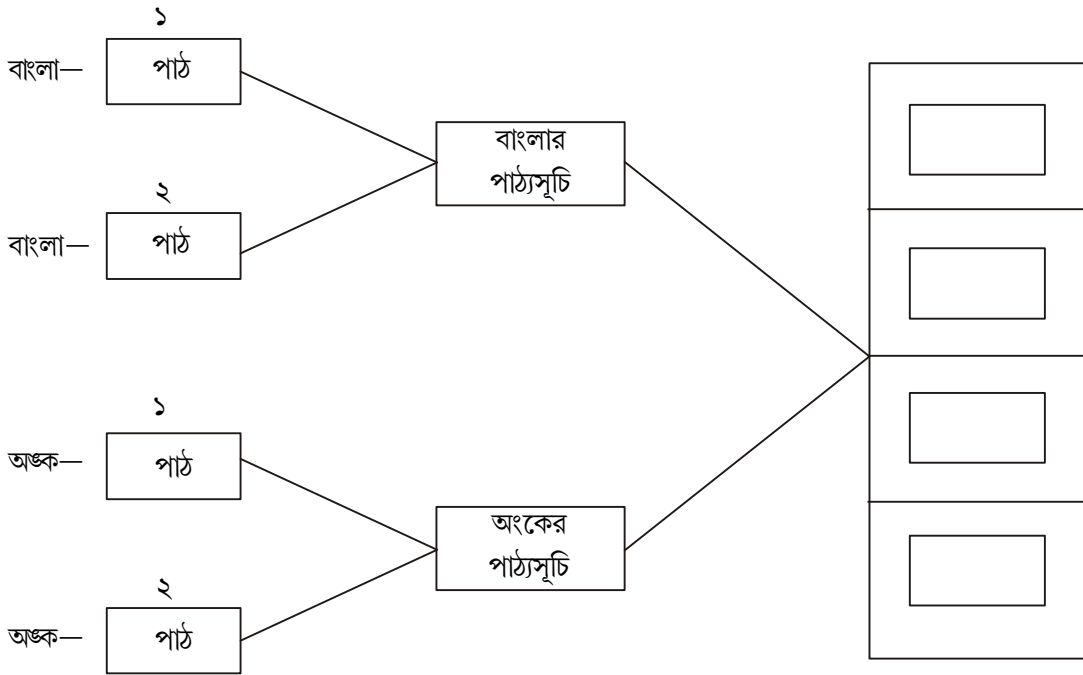 ১
বাংলা— পাঠ
বাংলার
পাঠ্যসূচি
২
বাংলা— পাঠ
১
অঙ্ক— পাঠ
অংকের
পাঠ্যসূচি
২
অঙ্ক— পাঠ